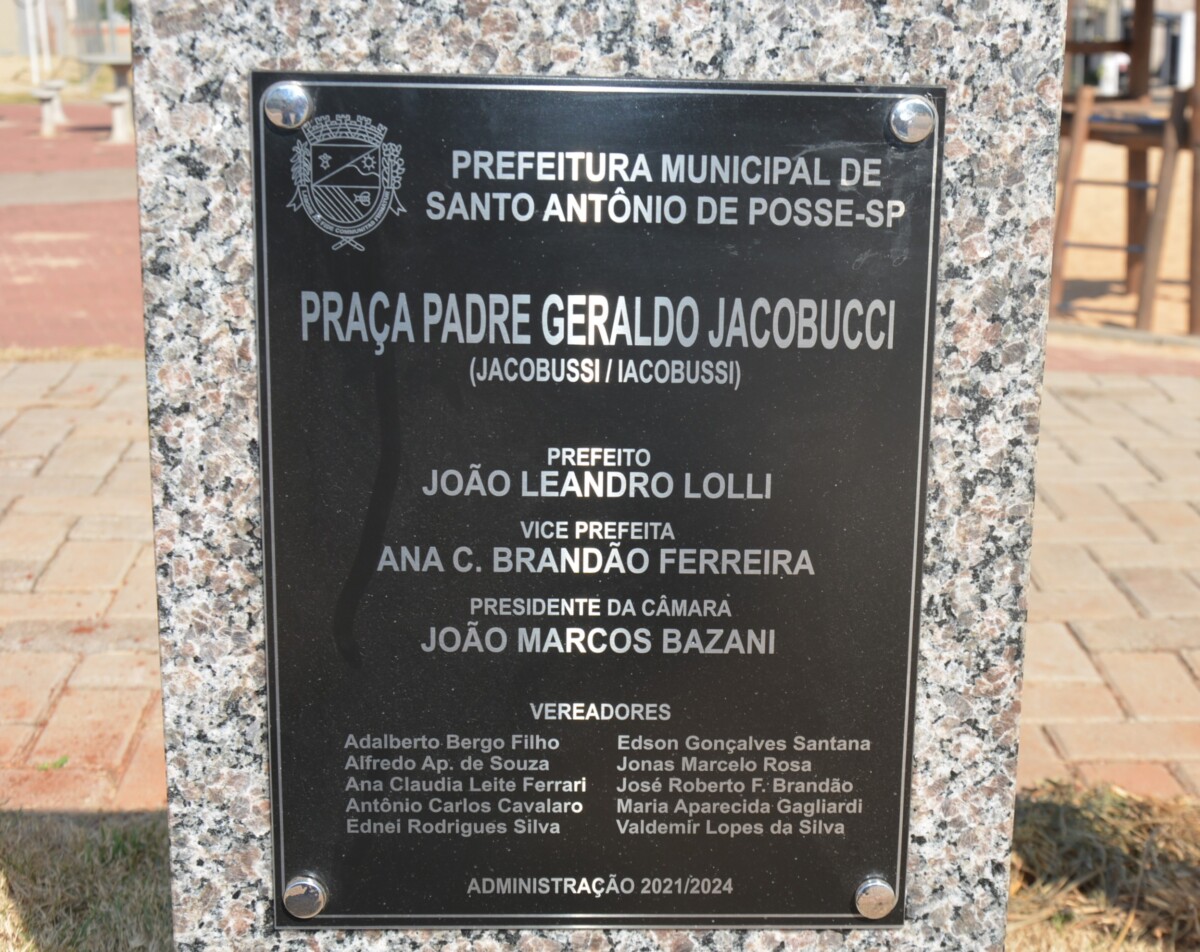 PREFEITURA MUNICIPAL DE
SANTO ANTÔNIO DE POSSE-SP
PRAÇA PADRE GERALDO JACOBUCCI
(JACOBUSSI / IACOBUSSI)
PREFEITO
JOÃO LEANDRO LOLLI
VICE PREFEITA
ANA C. BRANDÃO FERREIRA
PRESIDENTE DA CÂMARA
JOÃO MARCOS BAZANI
VEREADORES
Adalberto Bergo Filho
Alfredo Ap. de Souza
Ana Claudia Leite Ferrari
Antônio Carlos Cavalaro
Ednei Rodrigues Silva
Edson Gonçalves Santana
Jonas Marcelo Rosa
José Roberto F. Brandão
Maria Aparecida Gagliardi
Valdemir Lopes da Silva
ADMINISTRAÇÃO 2021/2024